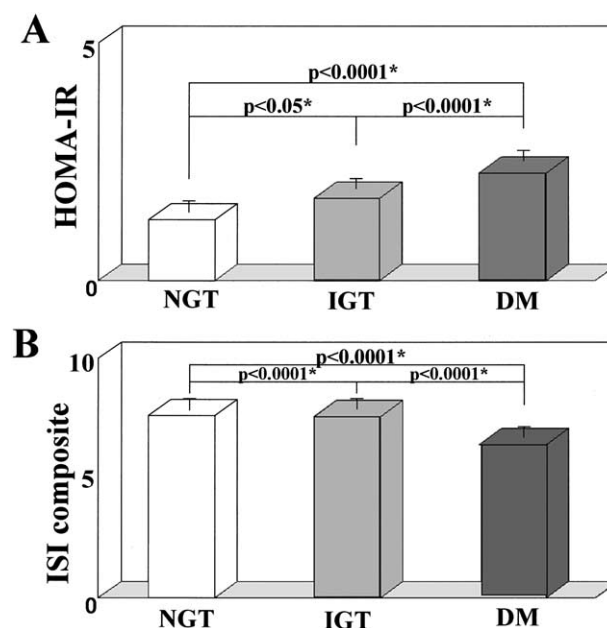 A
5
HOMA-IR
p<0.0001*
p<0.05*
p<0.0001*
0
NGT
IGT
DM
B
10
ISI composite
p<0.0001*
p<0.0001*
p<0.0001*
5
0
NGT
IGT
DM